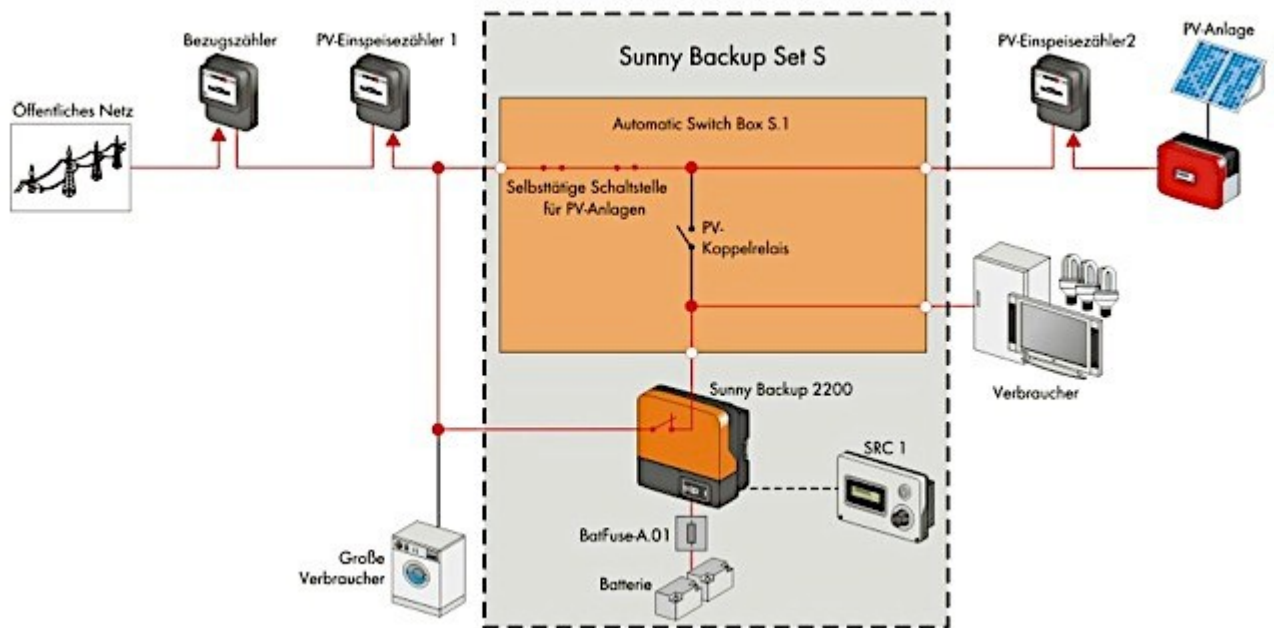 Sunny Backup Set S
Bezugszähler
PV-Einspeisezähler 1
PV-Einspeisezähler2
PV-Anlage
Öffentliches Netz
Automatic Switch Box S.1
Selbsttätige Schaltstelle
für PV-Anlagen
PV-
Koppelrelais
Verbraucher
Sunny Backup 2200
SRC 1
BatFuse-A.01
Batterie
Große
Verbraucher